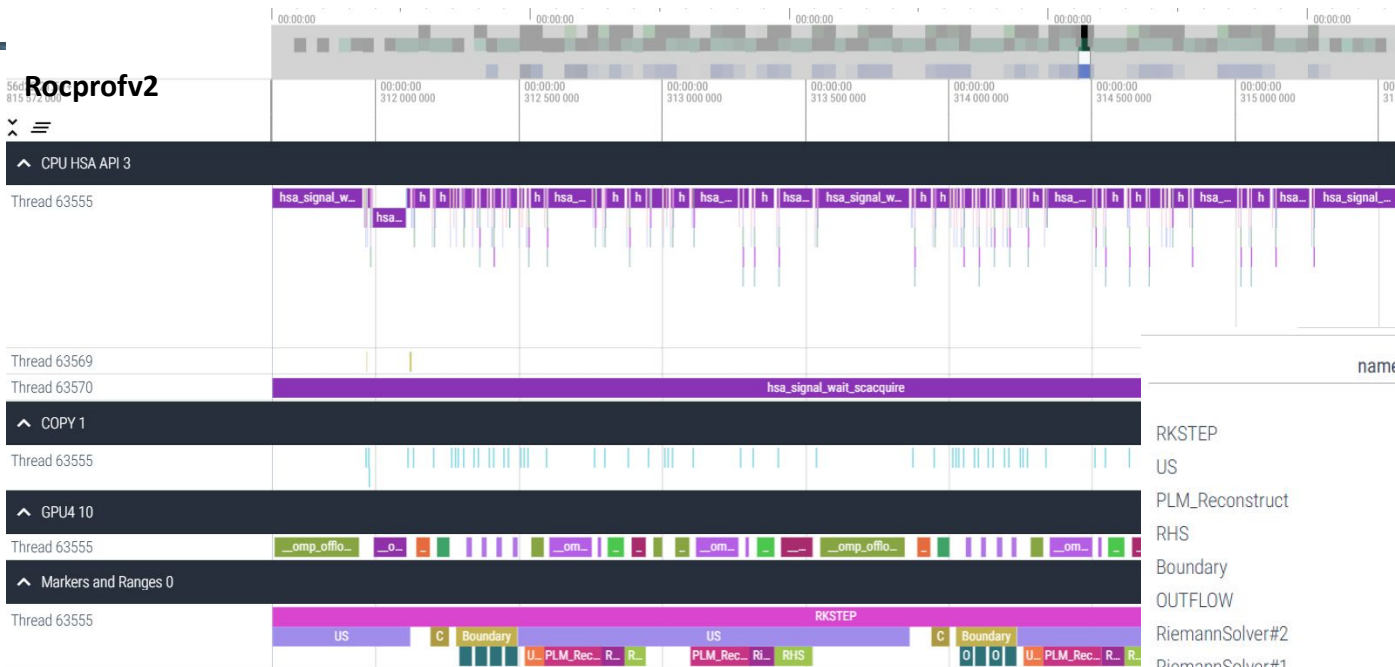 00:00:00 00:00:00 00:00:00 00:00:00 00:00:00
Rocprofv2
815 572 000
00:00:00 00:00:00 00:00:00 00:00:00 00:00:00 00:00:00 00:00:00
312 000 000 312 500 000 313 000 000 313 500 000 314 000 000 314 500 000 315 000 000
CPU HSA API 3
Thread 63555
hsa_signal_w... h h h hsa_... h h h hsa_... h hsa... hsa_signal_w... h h h hsa_... h h h hsa_... h hsa... hsa_signal_...
hsa...
Thread 63569
Thread 63570
hsa_signal_wait_scacquire
COPY 1
Thread 63555
GPU4 10
Thread 63555
__omp_offlo... __o... __om... __om... __omp_offlo... __om...
Markers and Ranges 0
Thread 63555
RKSTEP
US C Boundary US C Boundary
U... PLM_Rec... R... R... PLM_Rec... Ri... RHS O O U... PLM_Rec... R... R...
name
RKSTEP
US
PLM_Reconstruct
RHS
Boundary
OUTFLOW
RiemannSolver#2
RiemannSolver#1